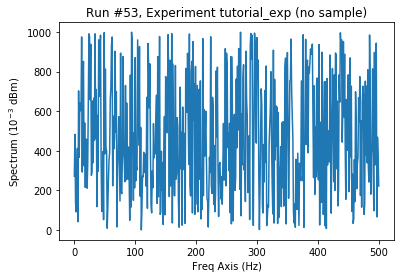 Run #53, Experiment tutorial_exp (no sample)
Spectrum (10⁻³ dBm)
1000
800
600
400
200
0
0 100 200 300 400 500
Freq Axis (Hz)